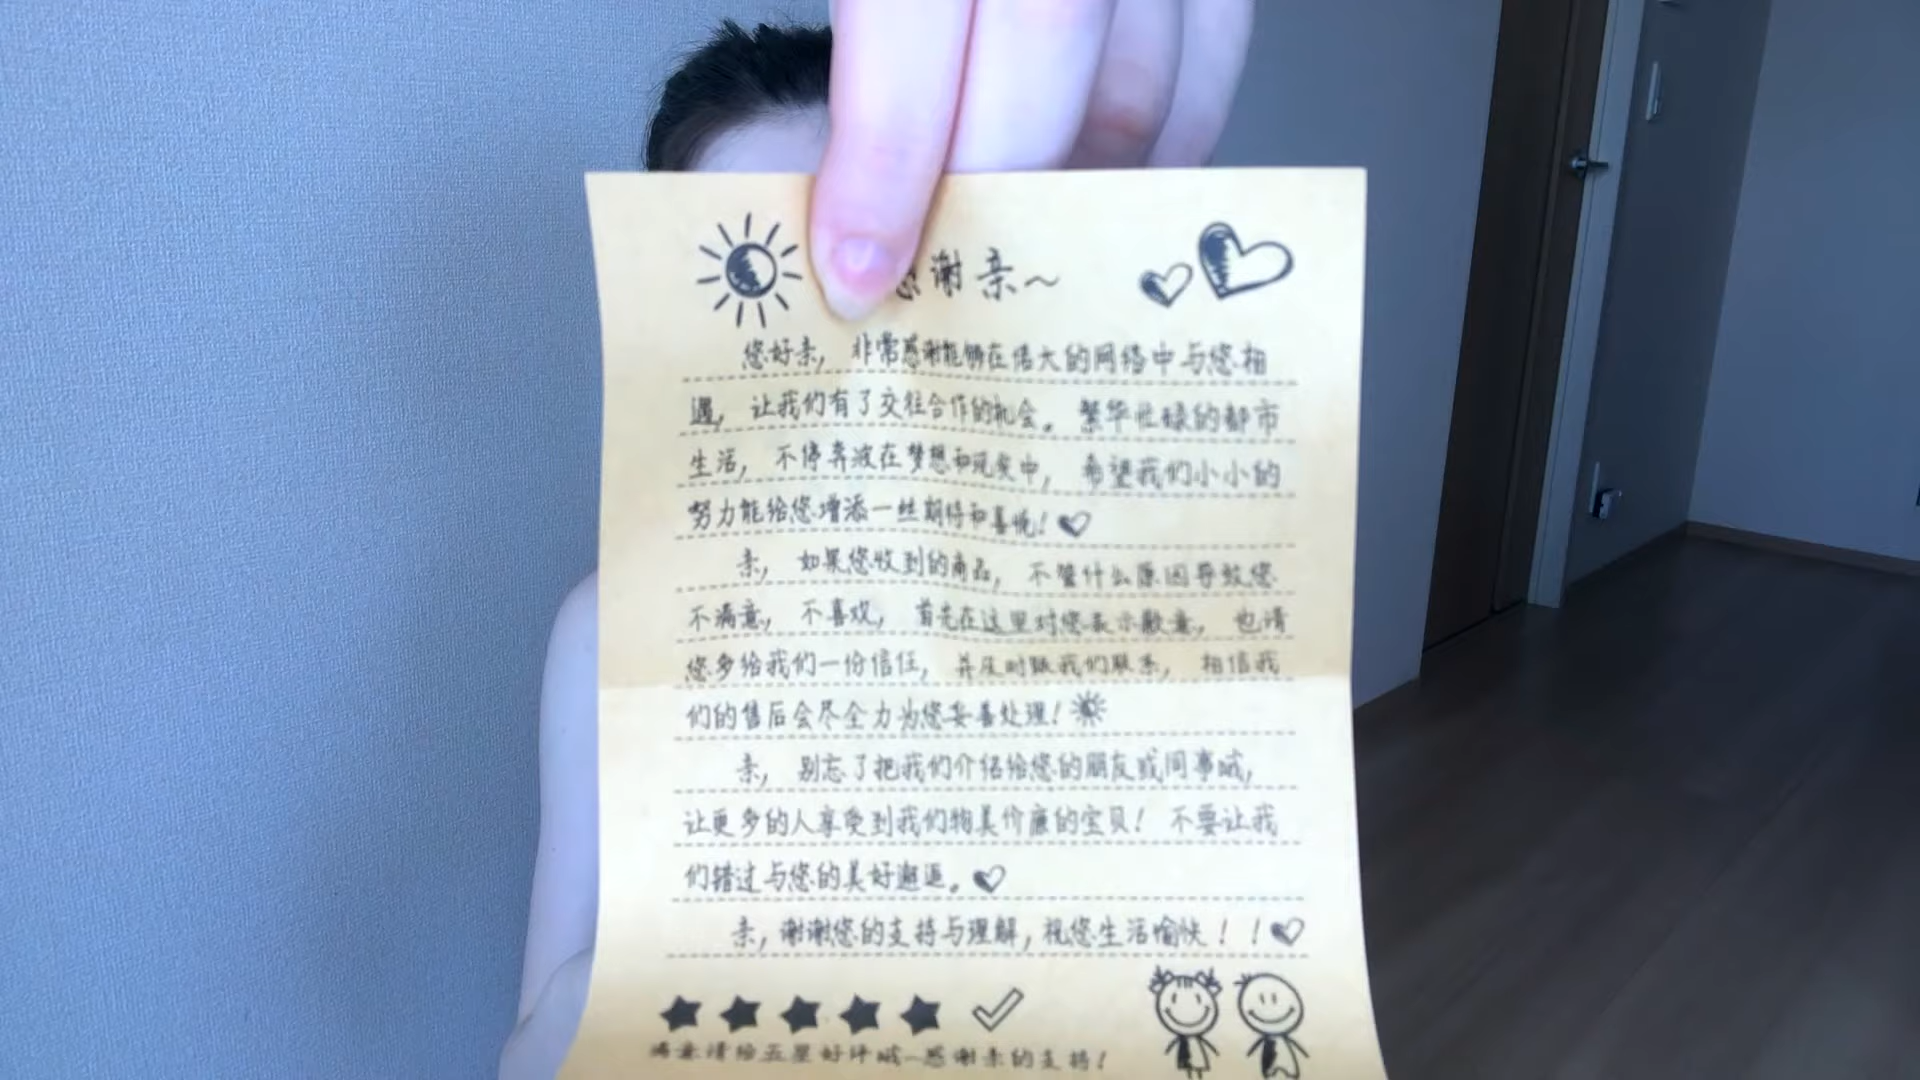 谢亲~
您好亲，非常感谢能够在偌大的网络中与您相
遇，让我们有了交往合作的机会。繁华忙碌的都市
生活，不停奔波在梦想和现实中，希望我们小小的
努力能给您增添一丝期待和喜悦！
亲，如果您收到的商品，不管什么原因导致您
不满意，不喜欢，首先在这里对您表示歉意，也请
您多给我们一份信任，并及时跟我们联系，相信我
们的售后会尽全力为您妥善处理！
亲，别忘了把我们介绍给您的朋友或同事哦，
让更多的人享受到我们物美价廉的宝贝！不要让我
们错过与您的美好邂逅。
亲，谢谢您的支持与理解，祝您生活愉快！！
满意请给五星好评哦~感谢亲的支持！